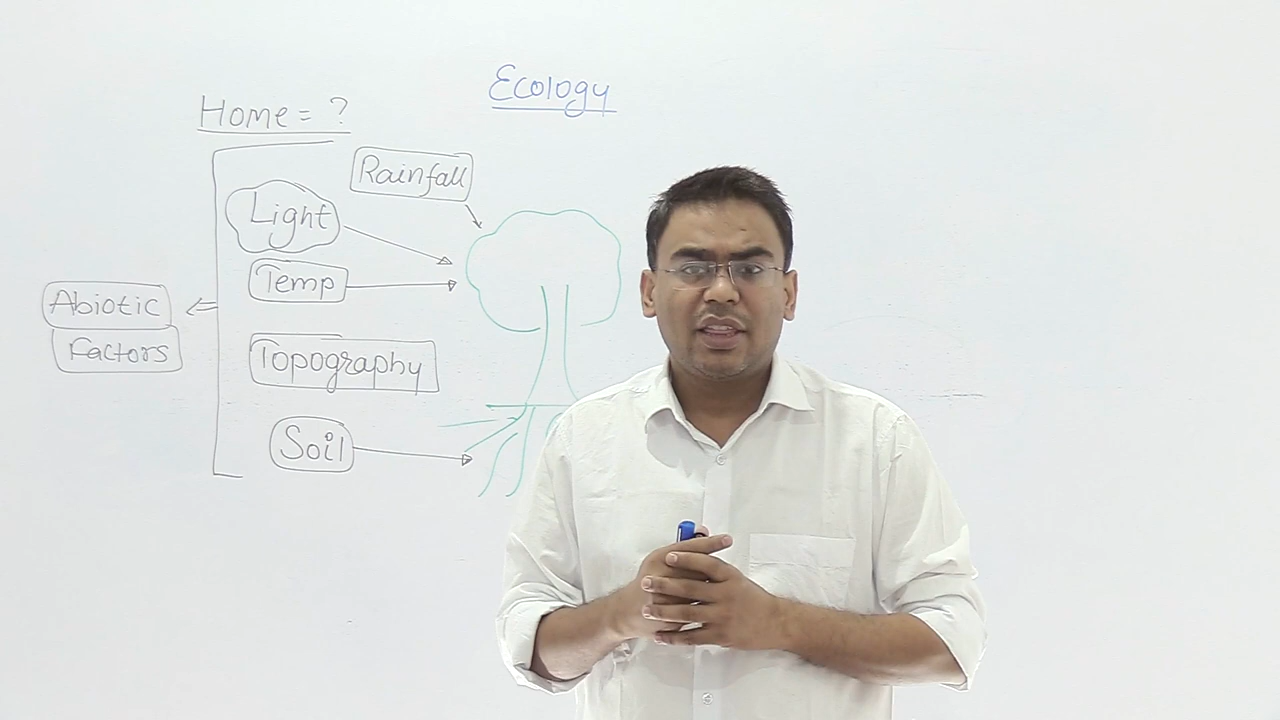 Ecology
Home = ?
Rainfall
Light
Temp
Abiotic
Factors
Topography
Soil